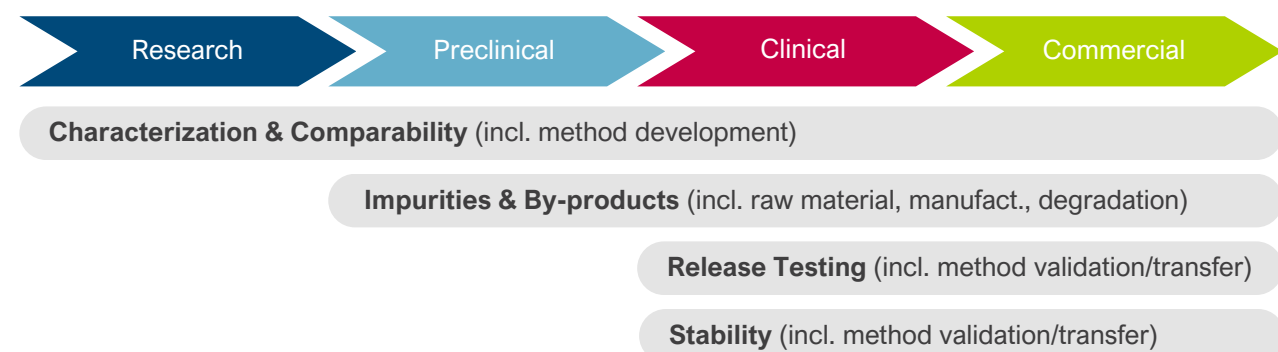 Research
Preclinical
Clinical
Commercial
Characterization & Comparability (incl. method development)
Impurities & By-products (incl. raw material, manufact., degradation)
Release Testing (incl. method validation/transfer)
Stability (incl. method validation/transfer)